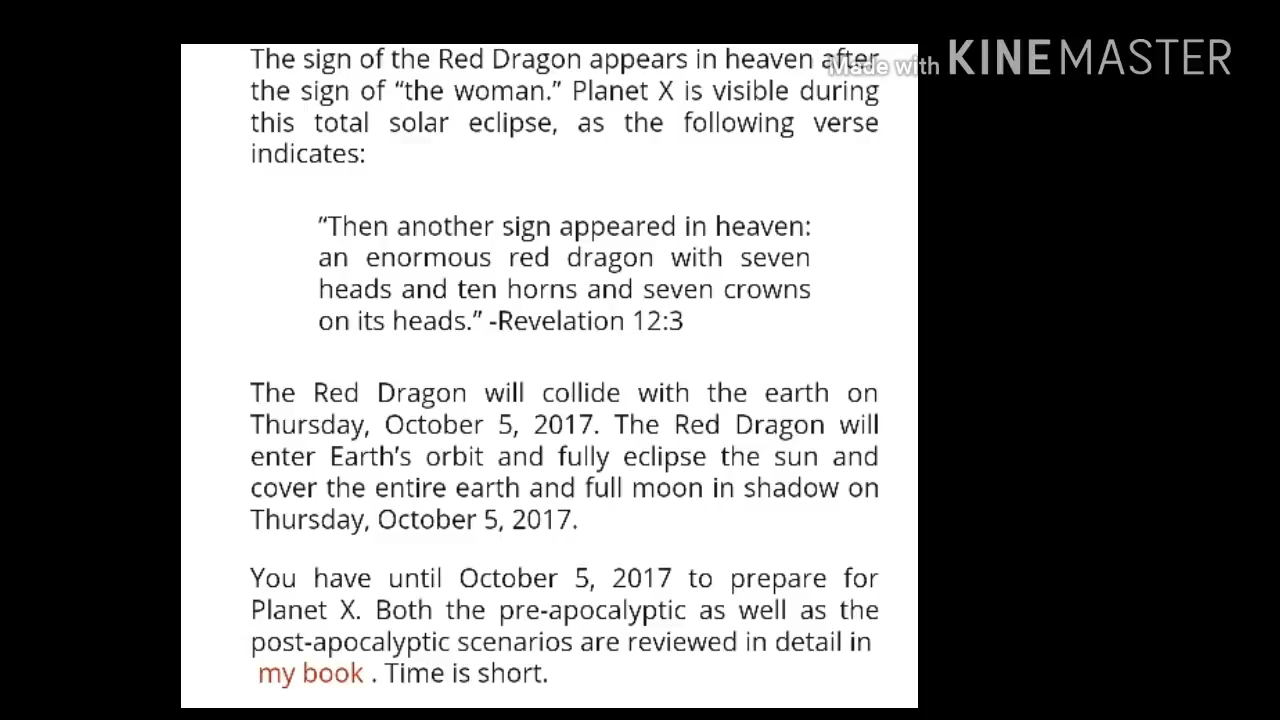 The sign of the Red Dragon appears in heaven after
Made with KINEMASTER
the sign of “the woman.” Planet X is visible during
this total solar eclipse, as the following verse
indicates:
“Then another sign appeared in heaven:
an enormous red dragon with seven
heads and ten horns and seven crowns
on its heads.” -Revelation 12:3
The Red Dragon will collide with the earth on
Thursday, October 5, 2017. The Red Dragon will
enter Earth’s orbit and fully eclipse the sun and
cover the entire earth and full moon in shadow on
Thursday, October 5, 2017.
You have until October 5, 2017 to prepare for
Planet X. Both the pre-apocalyptic as well as the
post-apocalyptic scenarios are reviewed in detail in
my book . Time is short.